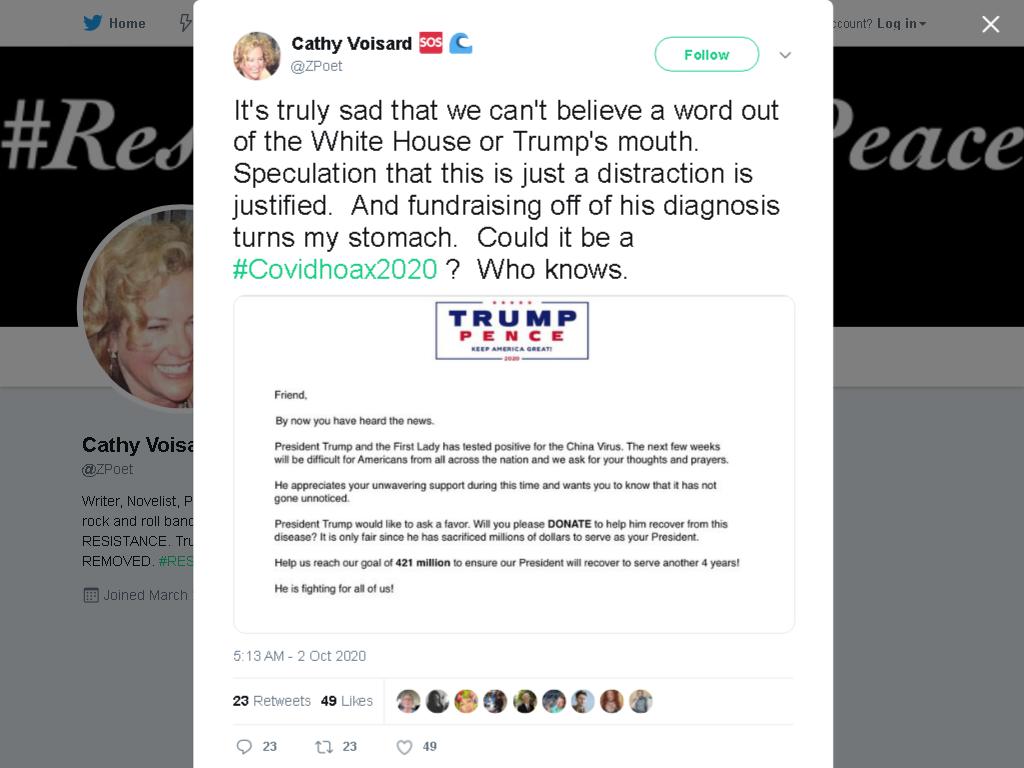 Home
ccount? Log in
#Res
Peace
Cathy Voisard SOS
@ZPoet
Follow
It's truly sad that we can't believe a word out
of the White House or Trump's mouth.
Speculation that this is just a distraction is
justified.  And fundraising off of his diagnosis
turns my stomach.  Could it be a
#Covidhoax2020 ?  Who knows.
TRUMP
PENCE
KEEP AMERICA GREAT!
2020
Friend,
By now you have heard the news.
President Trump and the First Lady has tested positive for the China Virus. The next few weeks
will be difficult for Americans from all across the nation and we ask for your thoughts and prayers.
He appreciates your unwavering support during this time and wants you to know that it has not
gone unnoticed.
President Trump would like to ask a favor. Will you please DONATE to help him recover from this
disease? It is only fair since he has sacrificed millions of dollars to serve as your President.
Help us reach our goal of 421 million to ensure our President will recover to serve another 4 years!
He is fighting for all of us!
5:13 AM - 2 Oct 2020
23 Retweets 49 Likes
23 23 49
Cathy Voisa
@ZPoet
Writer, Novelist, P
rock and roll band
RESISTANCE. Tru
REMOVED. #RES
Joined March